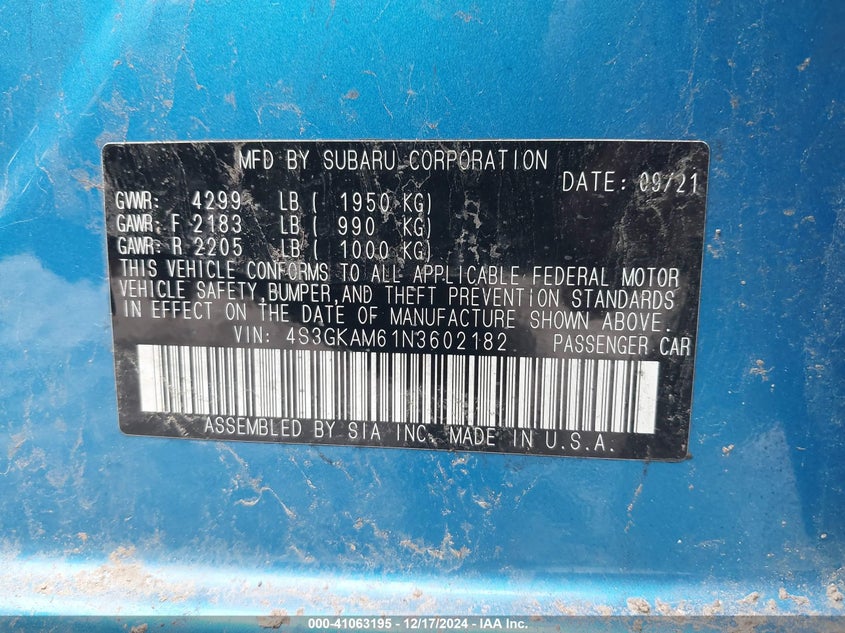 MFD BY SUBARU CORPORATION
DATE: 09/21
GVWR: 4299 LB ( 1950 KG)
GAWR: F 2183 LB ( 990 KG)
GAWR: R 2205 LB ( 1000 KG)
THIS VEHICLE CONFORMS TO ALL APPLICABLE FEDERAL MOTOR
VEHICLE SAFETY,BUMPER,AND THEFT PREVENTION STANDARDS
IN EFFECT ON THE DATE OF MANUFACTURE SHOWN ABOVE.
VIN: 4S3GKAM61N3602182 PASSENGER CAR
ASSEMBLED BY SIA INC. MADE IN U.S.A.
000-41063195 - 12/17/2024 - IAA Inc.